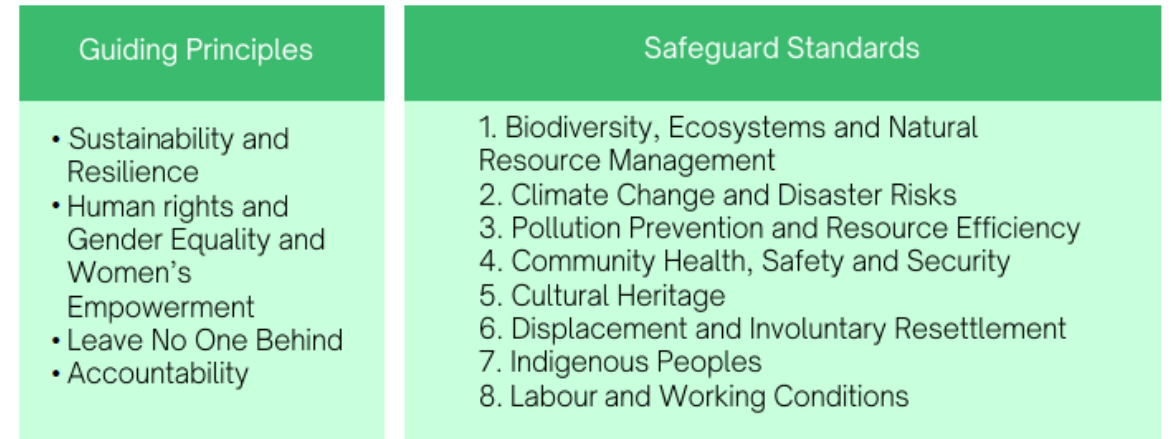 Guiding Principles
• Sustainability and
Resilience
• Human rights and
Gender Equality and
Women's
Empowerment
• Leave No One Behind
• Accountability
Safeguard Standards
1. Biodiversity, Ecosystems and Natural
Resource Management
2. Climate Change and Disaster Risks
3. Pollution Prevention and Resource Efficiency
4. Community Health, Safety and Security
5. Cultural Heritage
6. Displacement and Involuntary Resettlement
7. Indigenous Peoples
8. Labour and Working Conditions